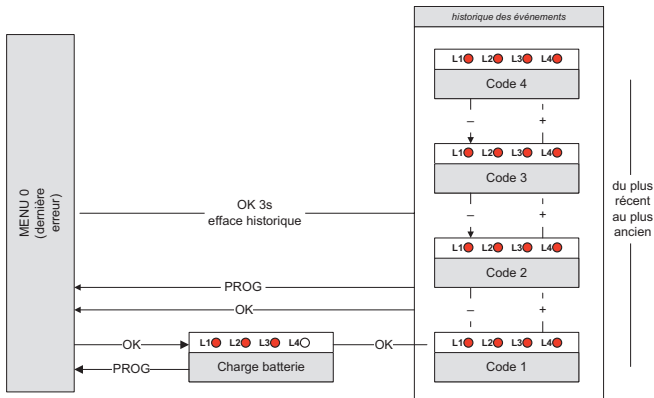 historique des événements
L1 L2 L3 L4
Code 4
– +
L1 L2 L3 L4
Code 3
– +
L1 L2 L3 L4
Code 2
– +
L1 L2 L3 L4
Code 1
du plus
récent
au plus
ancien
MENU 0
(dernière
erreur)
OK 3s
efface historique
PROG
OK
OK
L1 L2 L3 L4
Charge batterie
OK
PROG